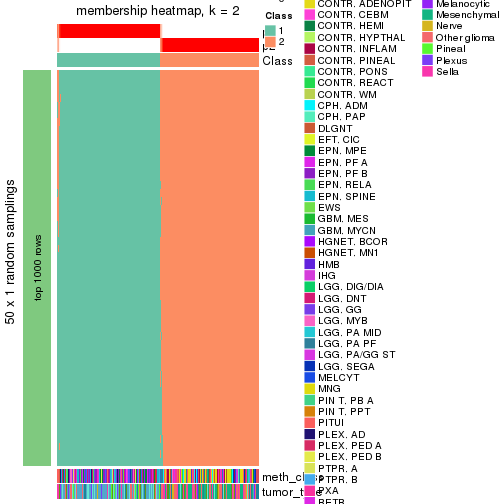 membership heatmap, k = 2
Class
1
2
Class
50 x 1 random samplings
top 1000 rows
CONTR. ADENOPIT
CONTR. CEBM
CONTR. HEMI
CONTR. HYPTHAL
CONTR. INFLAM
CONTR. PINEAL
CONTR. PONS
CONTR. REACT
CONTR. WM
CPH. ADM
CPH. PAP
DLGNT
EFT. CIC
EPN. MPE
EPN. PF A
EPN. PF B
EPN. RELA
EPN. SPINE
EWS
GBM. MES
GBM. MYCN
HGNET. BCOR
HGNET. MN1
HMB
IHG
LGG. DIG/DIA
LGG. DNT
LGG. GG
LGG. MYB
LGG. PA MID
LGG. PA PF
LGG. PA/GG ST
LGG. SEGA
MELCYT
MNG
PIN T. PB A
PIN T. PPT
PITUI
PLEX. AD
PLEX. PED A
PLEX. PED B
PTPR. A
PTPR. B
PXA
RETB
Melanocytic
Mesenchymal
Nerve
Other glioma
Pineal
Plexus
Sella